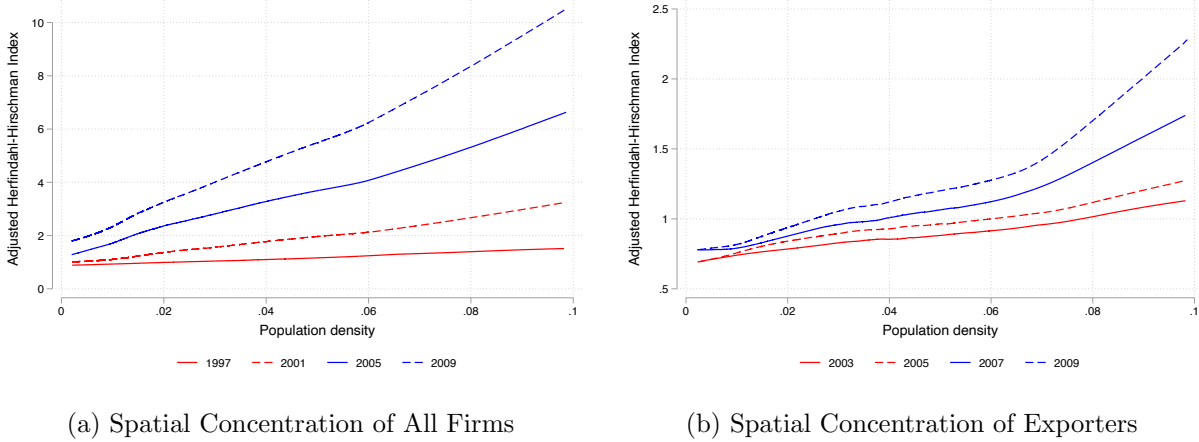 Adjusted Herfindahl-Hirschman Index
10
8
6
4
2
0
0 .02 .04 .06 .08 .1
Population density
1997 2001 2005 2009
(a) Spatial Concentration of All Firms
Adjusted Herfindahl-Hirschman Index
2.5
2
1.5
1
.5
0 .02 .04 .06 .08 .1
Population density
2003 2005 2007 2009
(b) Spatial Concentration of Exporters